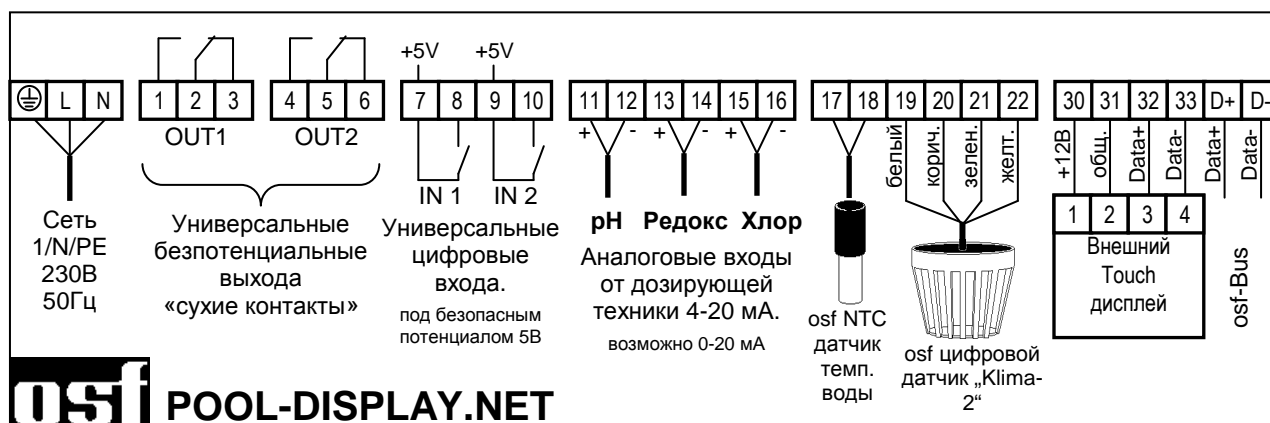 +5V +5V
L N 1 2 3 4 5 6 7 8 9 10 11 12 13 14 15 16 17 18 19 20 21 22 30 31 32 33 D+ D-
OUT1 OUT2
+ - + - + -
IN 1 IN 2
белый
корич.
зелен.
желт.
+12В
общ.
Data+
Data-
Data+
Data-
Сеть
1/N/PE
230В
50Гц
Универсальные
безпотенциальные
выхода
«сухие контакты»
Универсальные
цифровые
входа.
под безопасным
потенциалом 5В
pH Редокс Хлор
Аналоговые входы
от дозирующей
техники 4-20 мА.
возможно 0-20 мА
osf NTC
датчик
темп.
воды
osf цифровой
датчик „Klima-
2“
1 2 3 4
Внешний
Touch
дисплей
osf-Bus
osf POOL-DISPLAY.NET